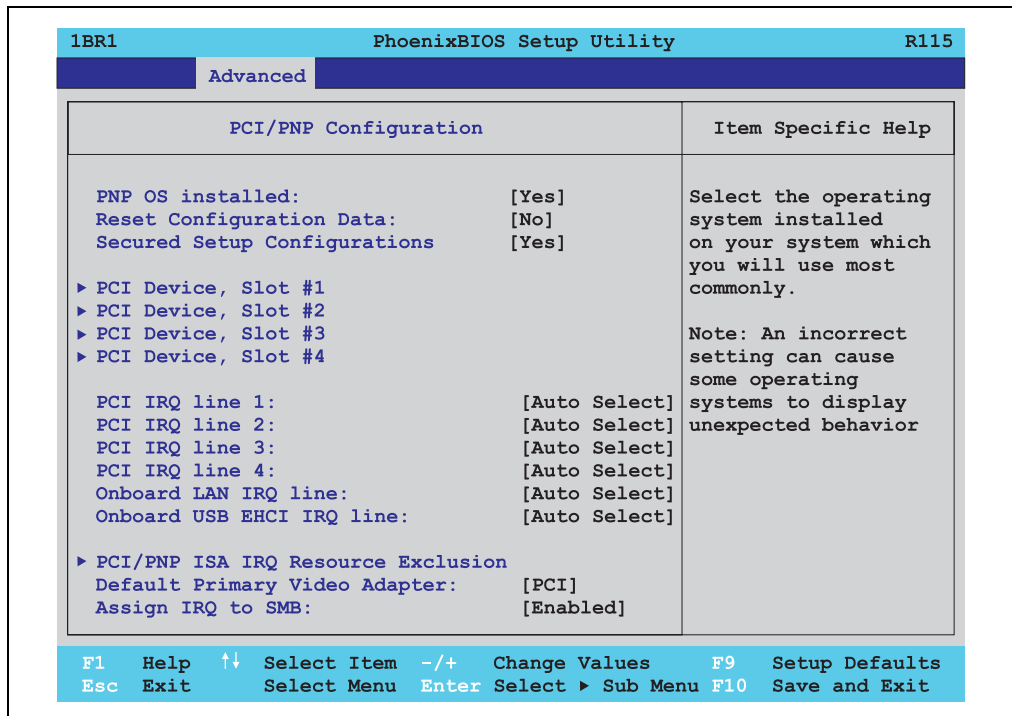 1BR1 PhoenixBIOS Setup Utility R115
Advanced
PCI/PNP Configuration
PNP OS installed: [Yes]
Reset Configuration Data: [No]
Secured Setup Configurations [Yes]
▶ PCI Device, Slot #1
▶ PCI Device, Slot #2
▶ PCI Device, Slot #3
▶ PCI Device, Slot #4
PCI IRQ line 1: [Auto Select]
PCI IRQ line 2: [Auto Select]
PCI IRQ line 3: [Auto Select]
PCI IRQ line 4: [Auto Select]
Onboard LAN IRQ line: [Auto Select]
Onboard USB EHCI IRQ line: [Auto Select]
▶ PCI/PNP ISA IRQ Resource Exclusion
Default Primary Video Adapter: [PCI]
Assign IRQ to SMB: [Enabled]
Item Specific Help
Select the operating
system installed
on your system which
you will use most
commonly.
Note: An incorrect
setting can cause
some operating
systems to display
unexpected behavior
F1 Help ↑↓ Select Item -/+ Change Values F9 Setup Defaults
Esc Exit Select Menu Enter Select ▶ Sub Menu F10 Save and Exit